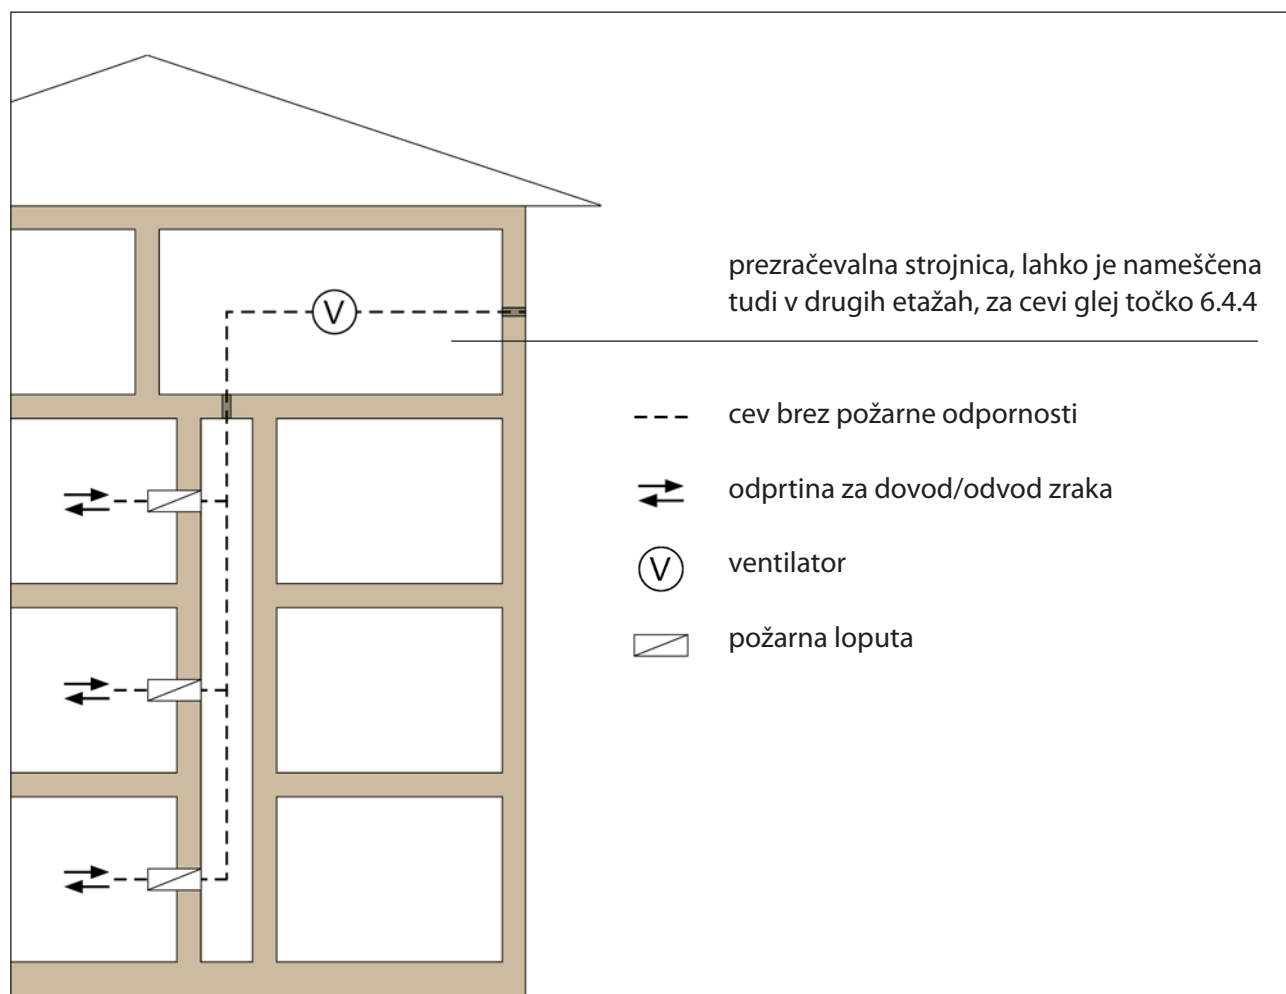 prezračevalna strojnica, lahko je nameščena
tudi v drugih etažah, za cevi glej točko 6.4.4
V
cev brez požarne odpornosti
odprtina za dovod/odvod zraka
V
ventilator
požarna loputa